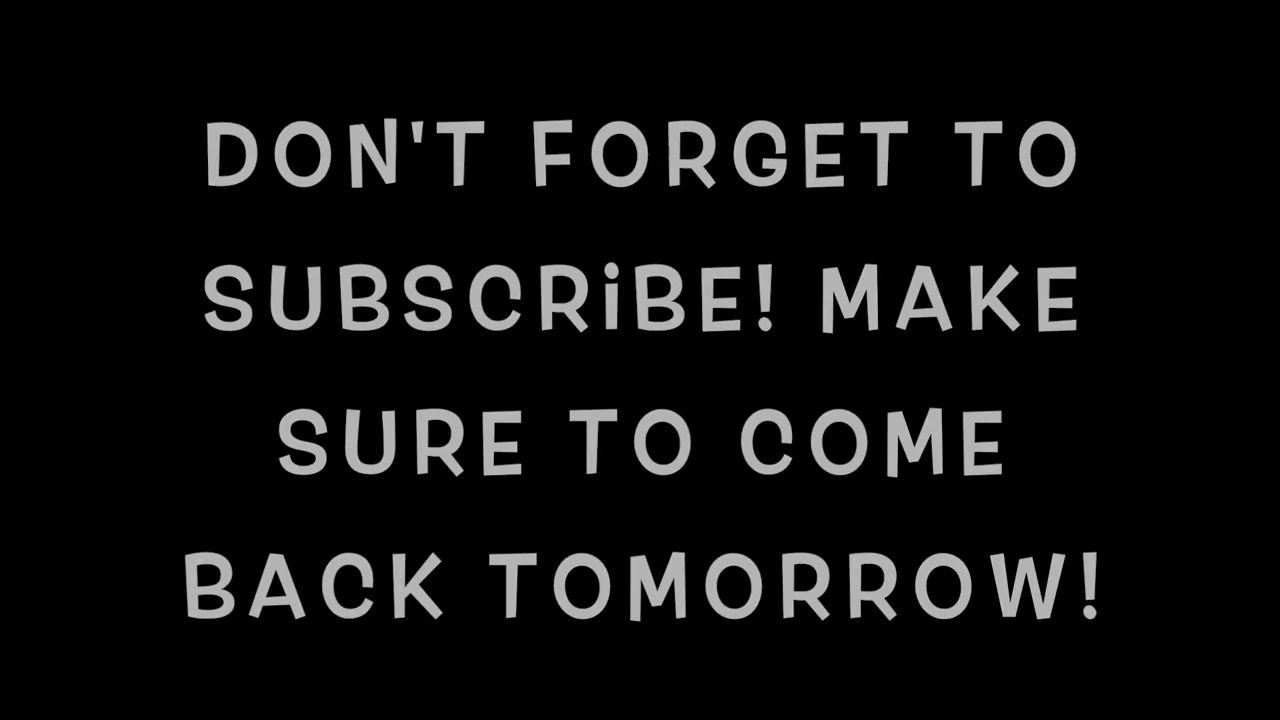 DON'T FORGET TO
SUBSCRiBE! MAKE
SURE TO COME
BACK TOMORROW!